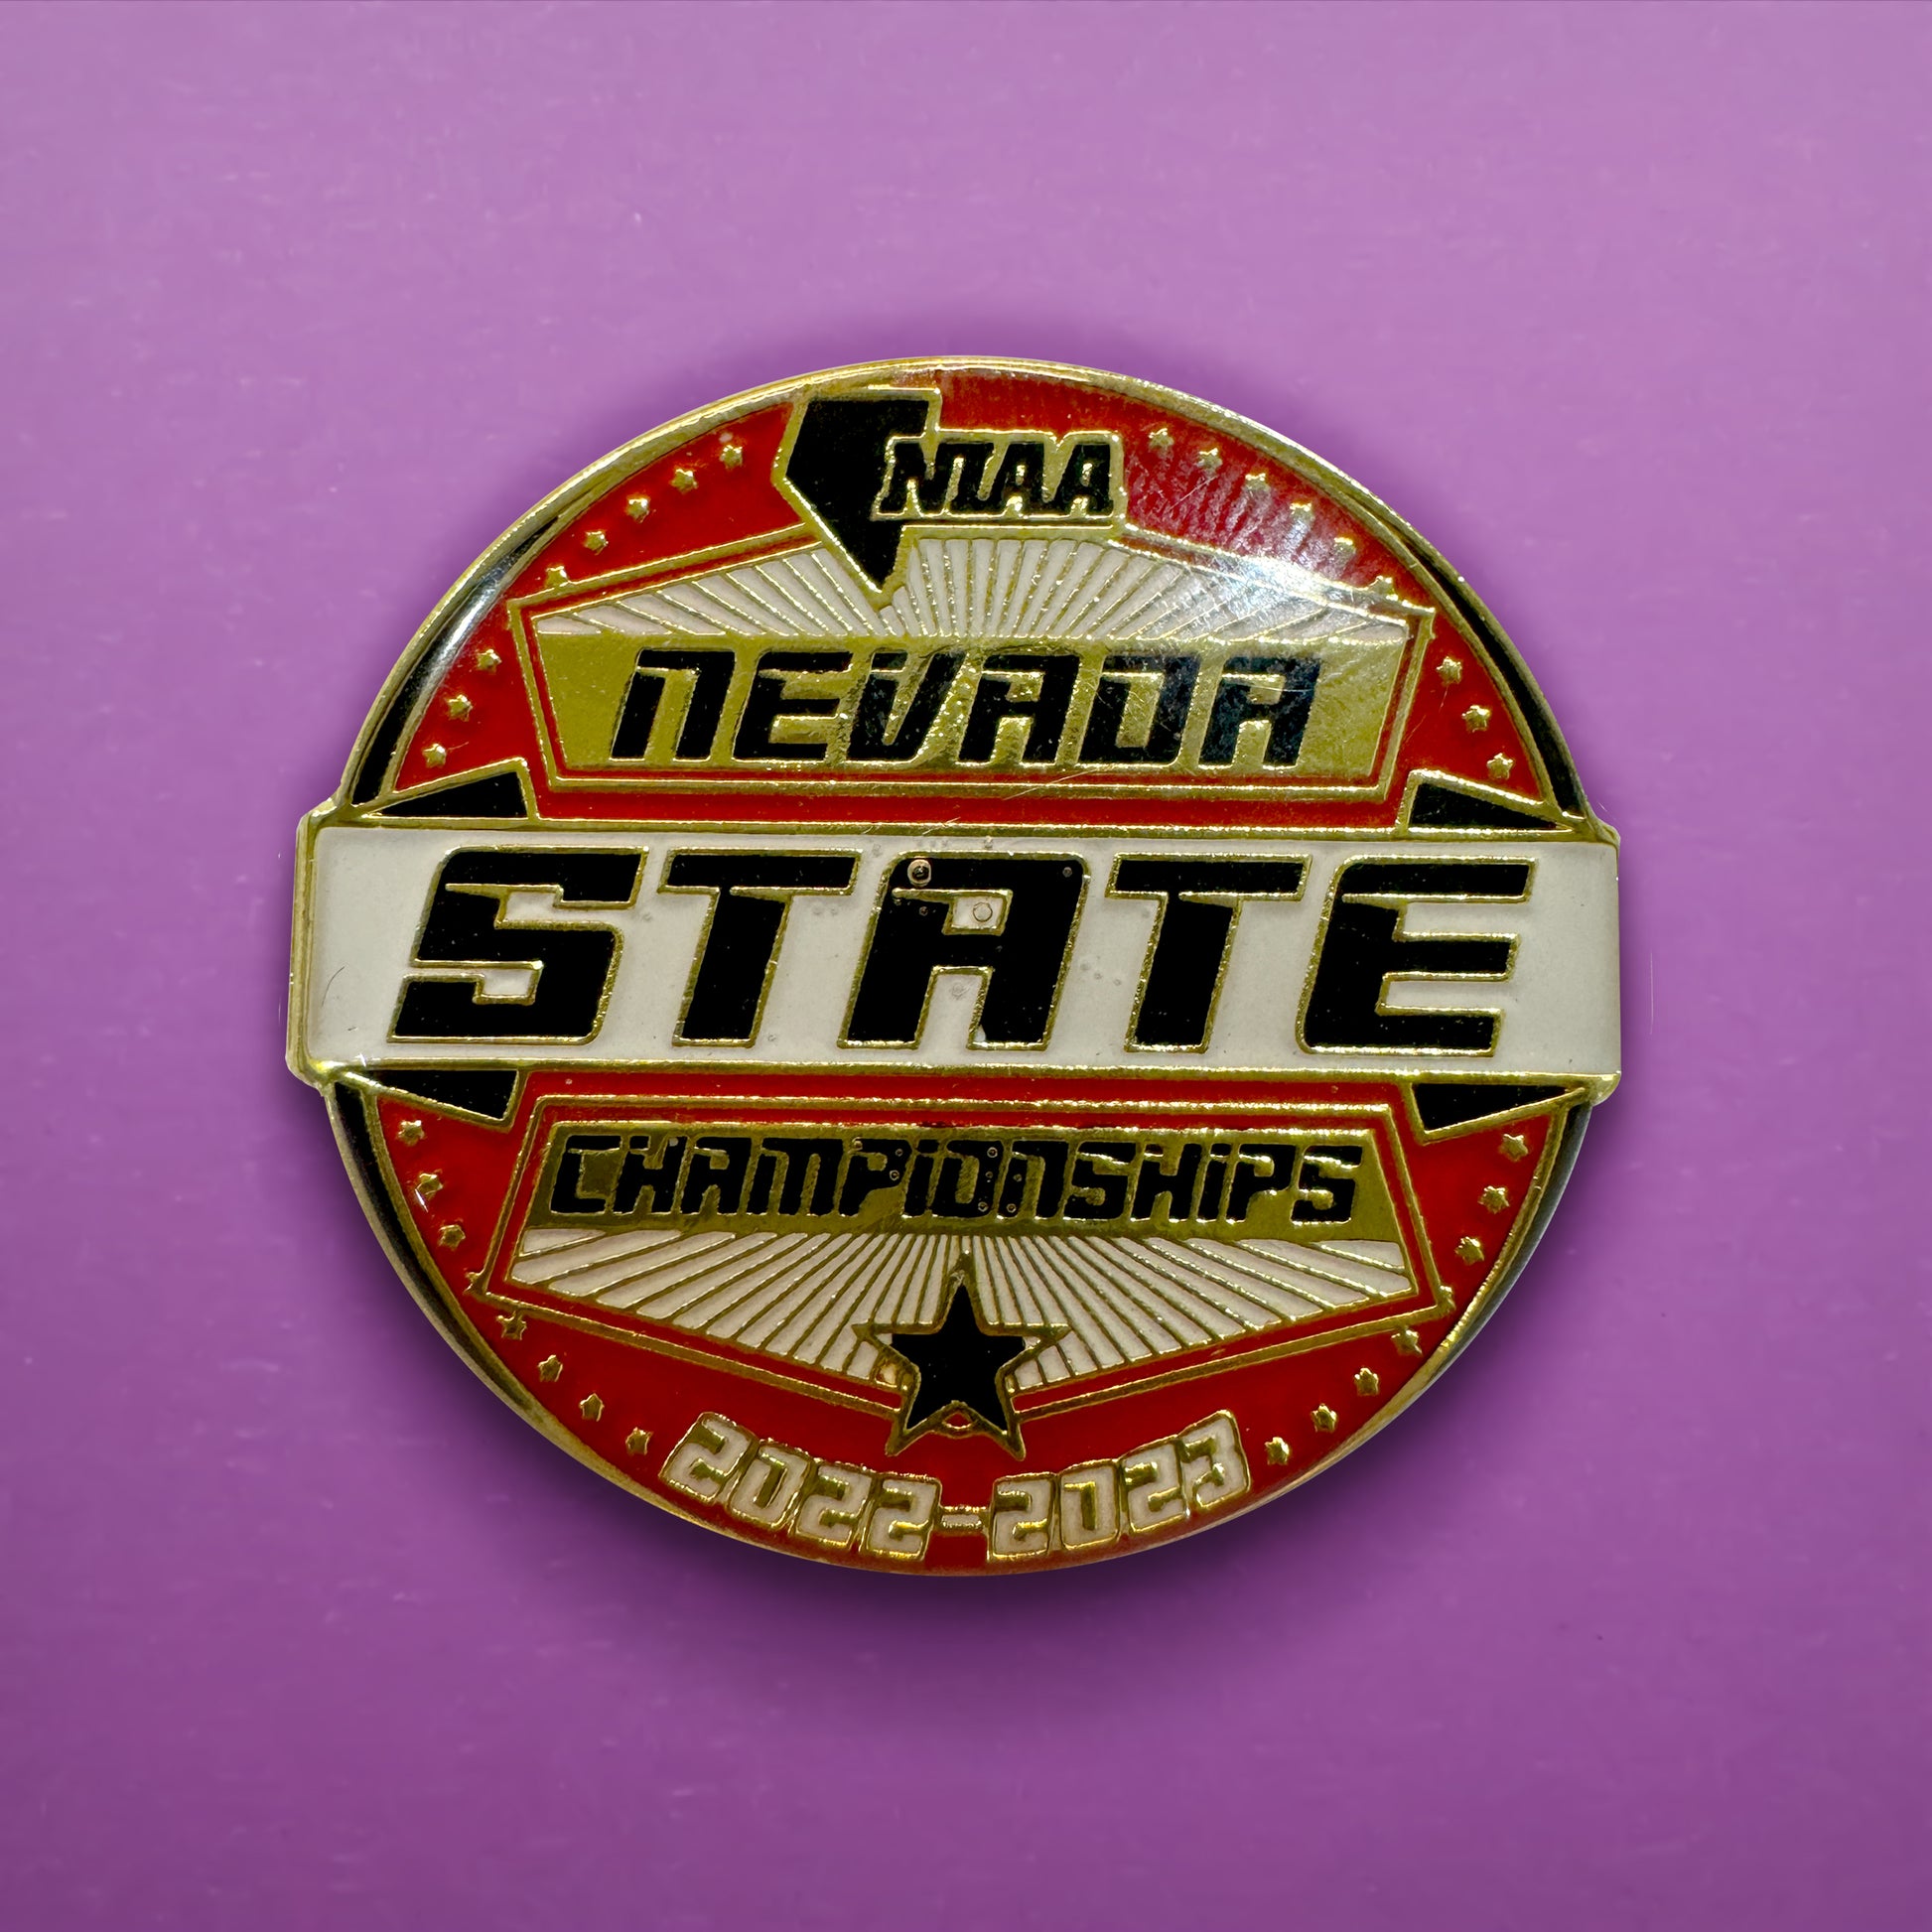 NIAA
NEVADA
STATE
CHAMPiONSHiPS
2022-2023